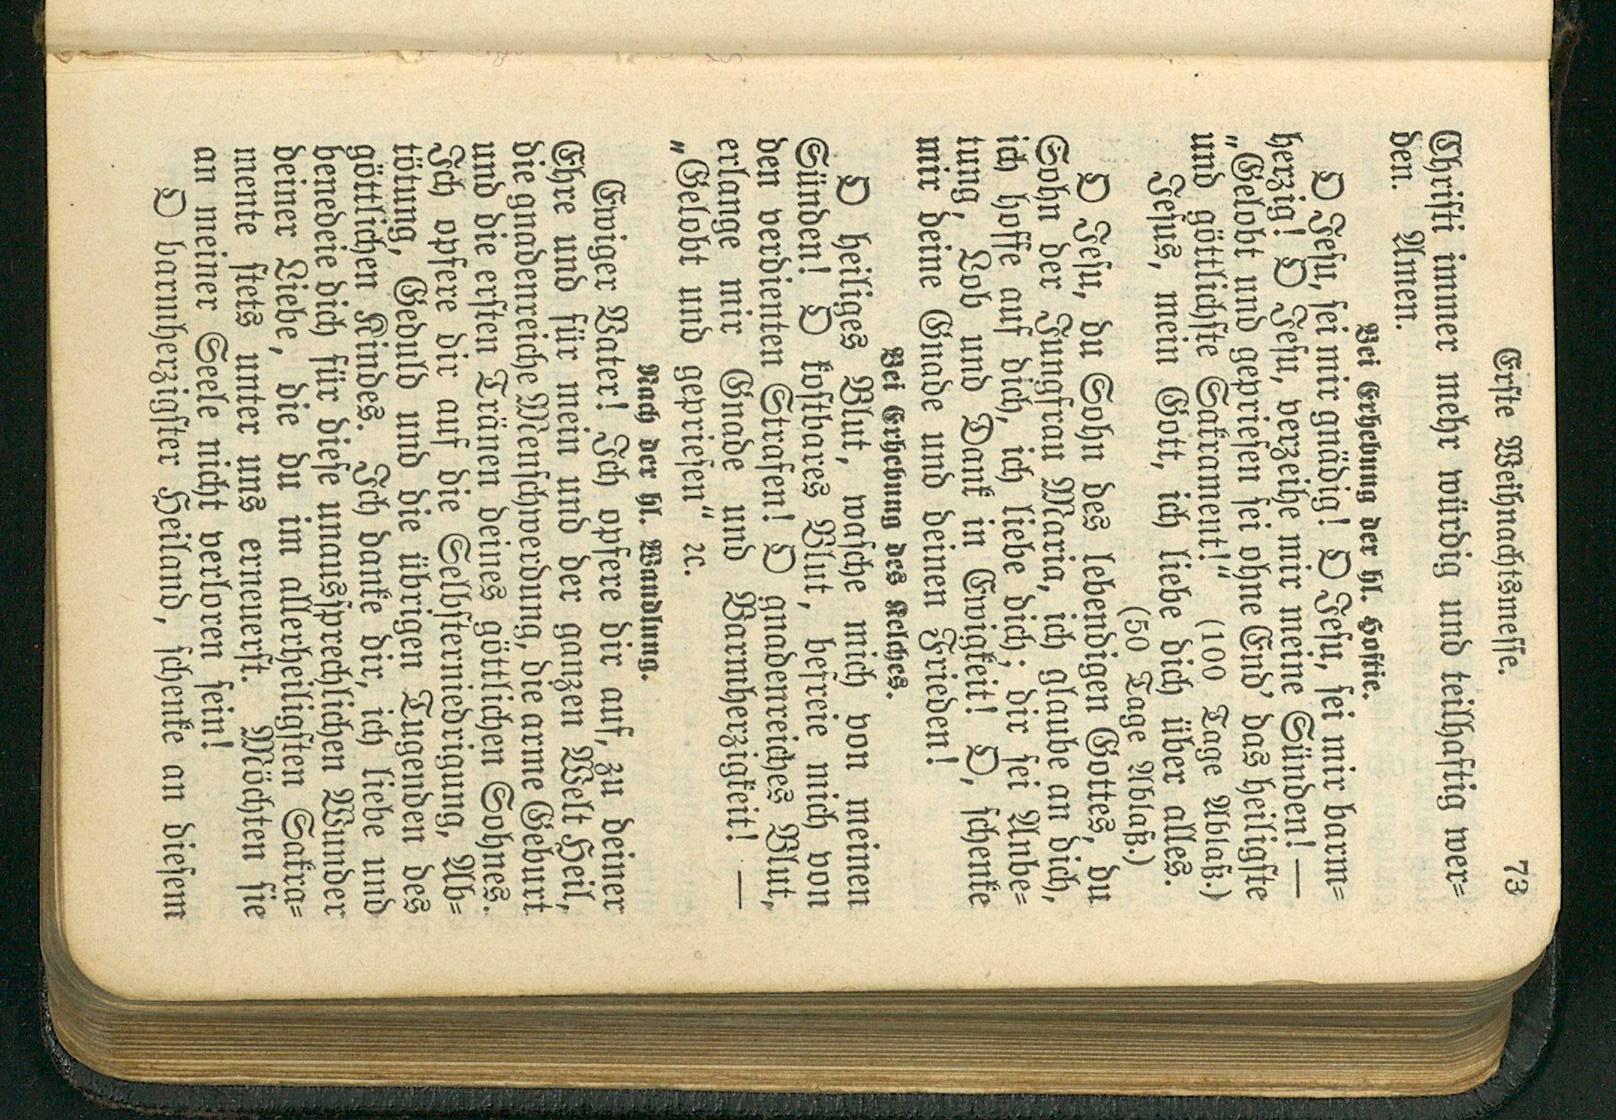 Erste Weihnachtsmesse. 73
Christi immer mehr würdig und teilhaftig wer=
den. Amen.
Bei Erhebung der hl. Hostie.
O Jesu, sei mir gnädig! O Jesu, sei mir barm=
herzig! O Jesu, verzeihe mir meine Sünden! —
„Gelobt und gepriesen sei ohne End' das heiligste
und göttlichste Sakrament!“ (100 Tage Ablaß.)
Jesus, mein Gott, ich liebe dich über alles.
(50 Tage Ablaß.)
O Jesu, du Sohn des lebendigen Gottes, du
Sohn der Jungfrau Maria, ich glaube an dich,
ich hoffe auf dich, ich liebe dich; dir sei Anbe=
tung, Lob und Dank in Ewigkeit! O, schenke
mir deine Gnade und deinen Frieden!
Bei Erhebung des Kelches.
O heiliges Blut, wasche mich von meinen
Sünden! O kostbares Blut, befreie mich von
den verdienten Strafen! O gnadenreiches Blut,
erlange mir Gnade und Barmherzigkeit! —
„Gelobt und gepriesen“ ꝛc.
Nach der hl. Wandlung.
Ewiger Vater! Ich opfere dir auf, zu deiner
Ehre und für mein und der ganzen Welt Heil,
die gnadenreiche Menschwerdung, die arme Geburt
und die ersten Tränen deines göttlichen Sohnes.
Ich opfere dir auf die Selbsterniedrigung, Ab=
tötung, Geduld und die übrigen Tugenden des
göttlichen Kindes. Ich danke dir, ich liebe und
benedeie dich für diese unaussprechlichen Wunder
deiner Liebe, die du im allerheiligsten Sakra=
mente stets unter uns erneuerst. Möchten sie
an meiner Seele nicht verloren sein!
O barmherzigster Heiland, schenke an diesem